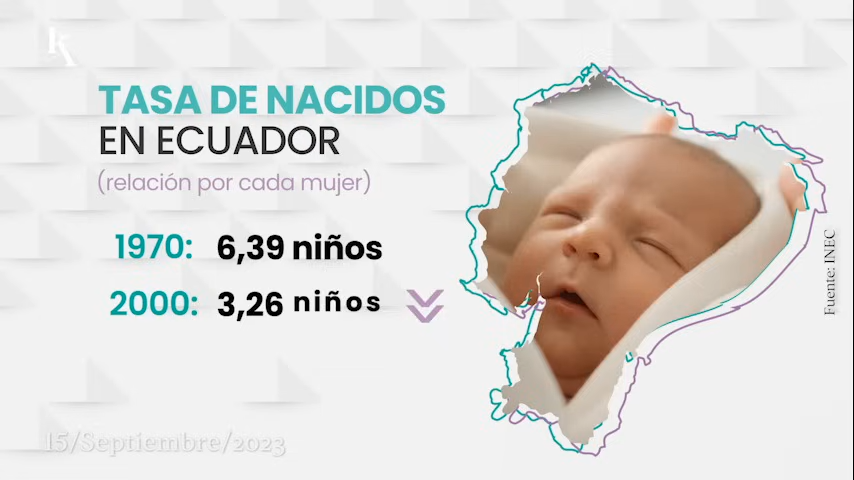 k
TASA DE NACIDOS
EN ECUADOR
(relación por cada mujer)
1970: 6,39 niños
2000: 3,26 niños
Fuente: INEC
15/Septiembre/2023